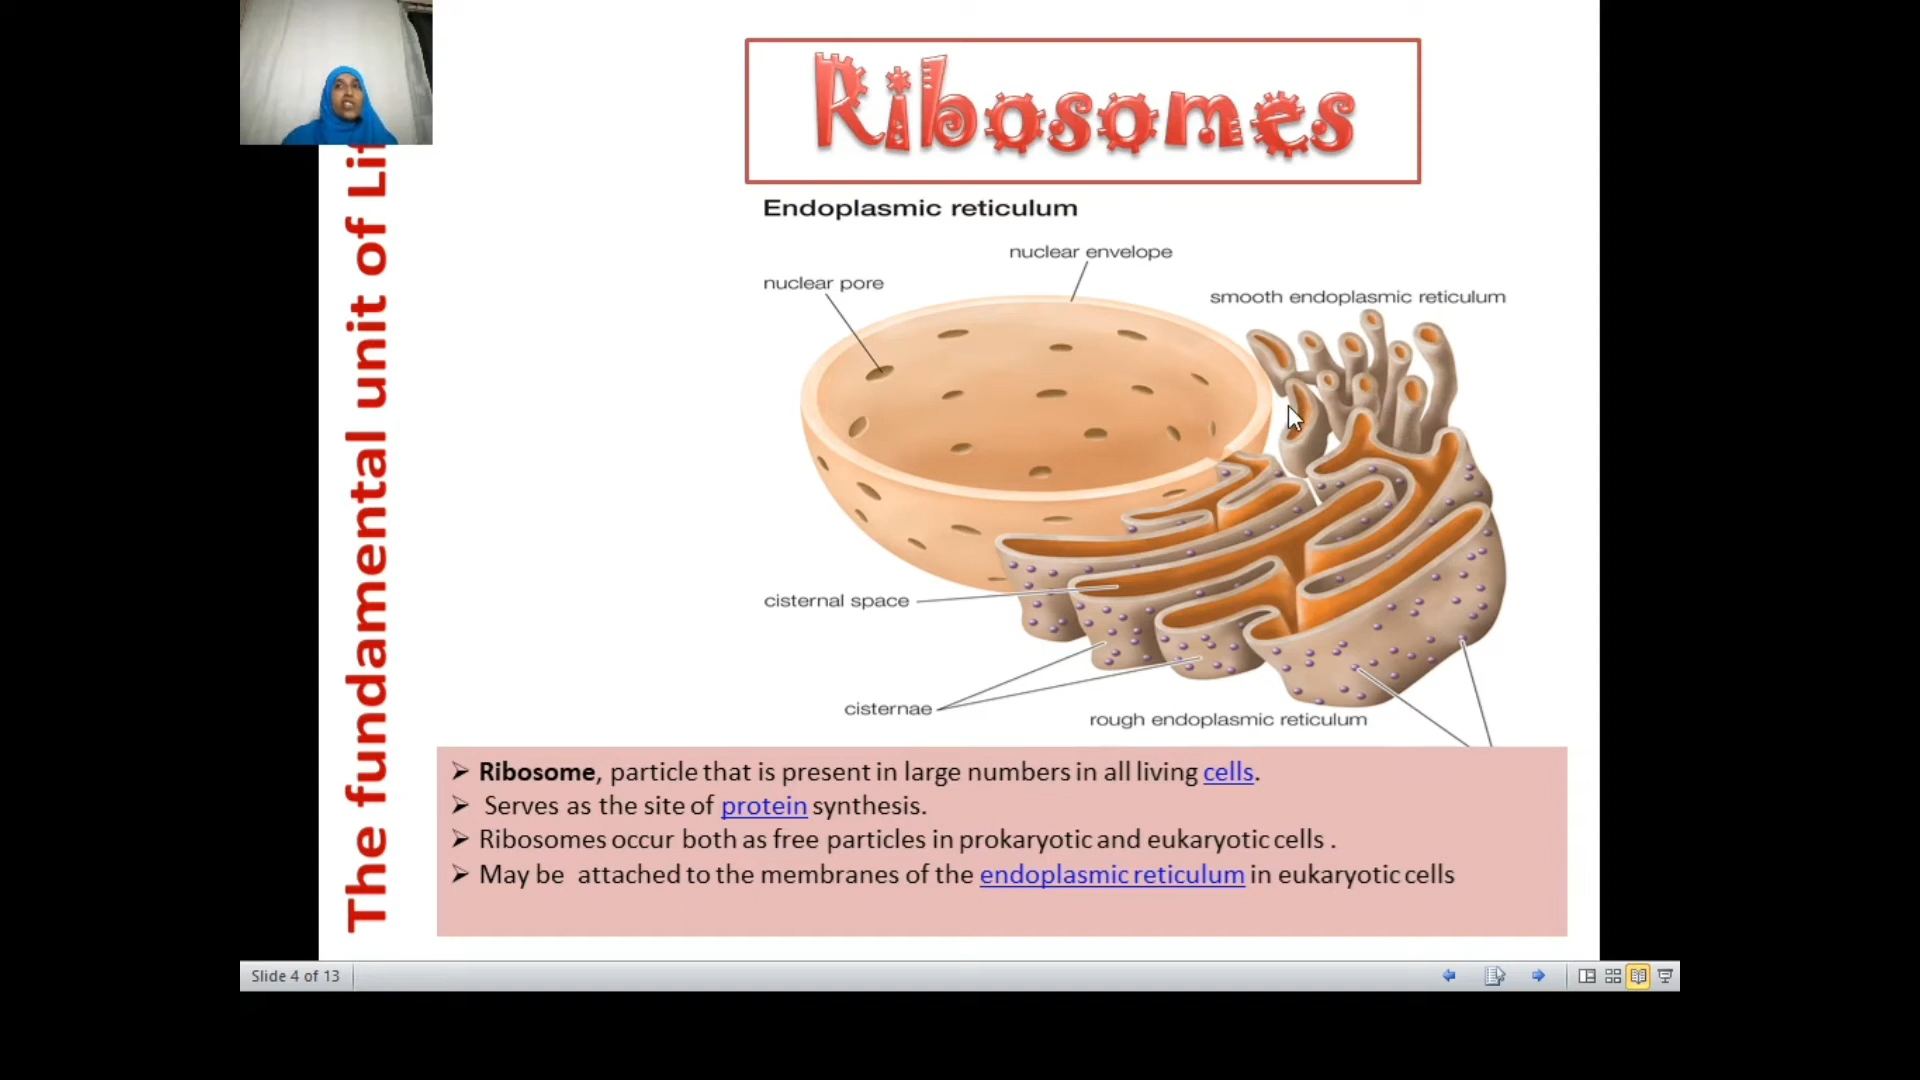 Ribosomes
The fundamental unit of Lif
Endoplasmic reticulum
nuclear envelope
nuclear pore
smooth endoplasmic reticulum
cisternal space
cisternae
rough endoplasmic reticulum
➢ Ribosome, particle that is present in large numbers in all living cells.
➢ Serves as the site of protein synthesis.
➢ Ribosomes occur both as free particles in prokaryotic and eukaryotic cells .
➢ May be attached to the membranes of the endoplasmic reticulum in eukaryotic cells
Slide 4 of 13